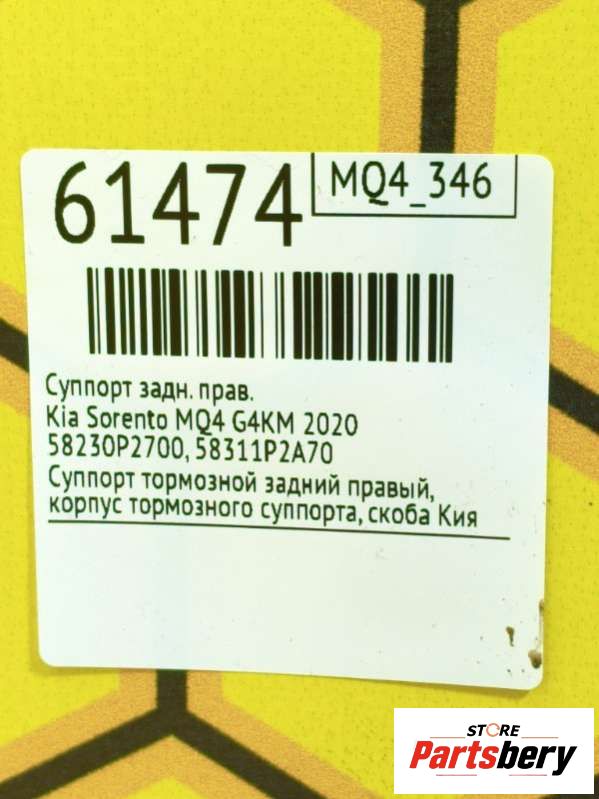 61474
MQ4_346
Суппорт задн. прав.
Kia Sorento MQ4 G4KM 2020
58230P2700, 58311P2A70
Суппорт тормозной задний правый,
корпус тормозного суппорта, скоба Кия
STORE
Partsbery